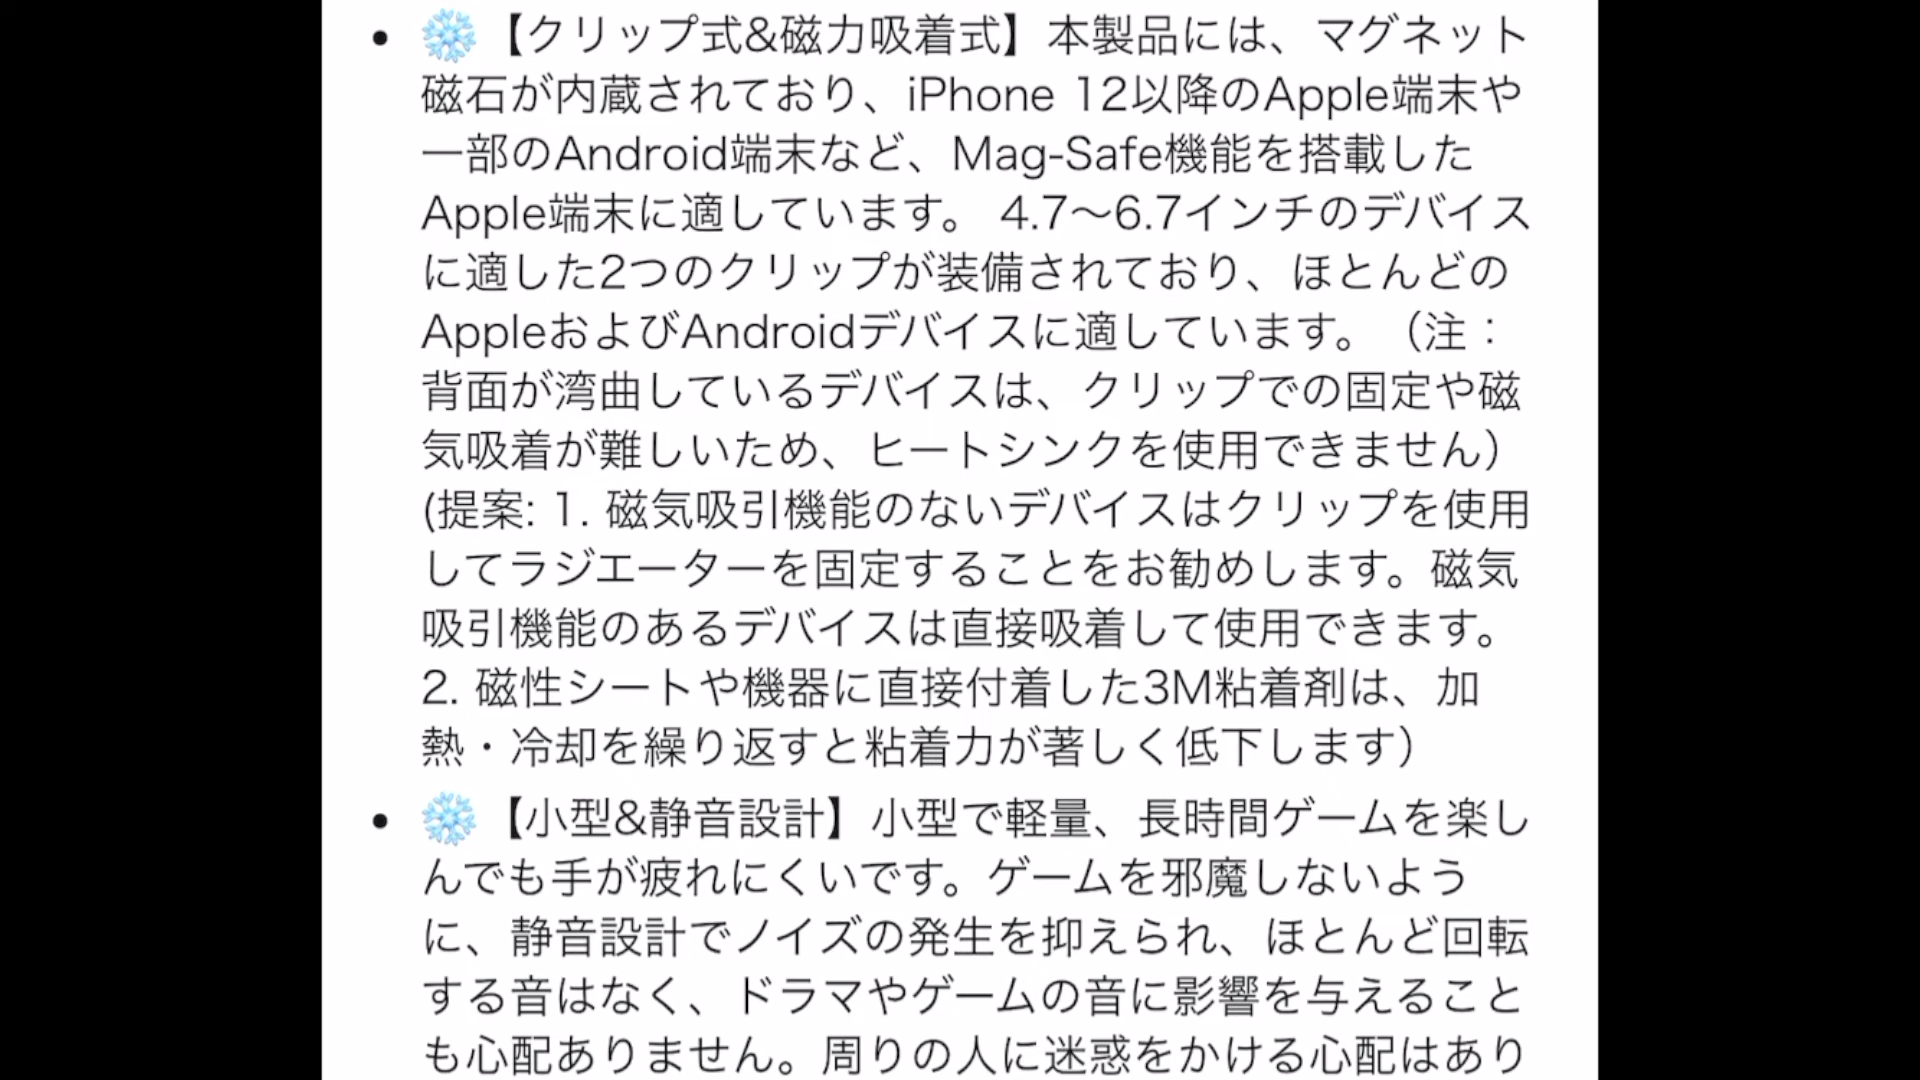 • ❄️【クリップ式&磁力吸着式】本製品には、マグネット
磁石が内蔵されており、iPhone 12以降のApple端末や
一部のAndroid端末など、Mag-Safe機能を搭載した
Apple端末に適しています。 4.7〜6.7インチのデバイス
に適した2つのクリップが装備されており、ほとんどの
AppleおよびAndroidデバイスに適しています。（注：
背面が湾曲しているデバイスは、クリップでの固定や磁
気吸着が難しいため、ヒートシンクを使用できません）
(提案: 1. 磁気吸引機能のないデバイスはクリップを使用
してラジエーターを固定することをお勧めします。磁気
吸引機能のあるデバイスは直接吸着して使用できます。
2. 磁性シートや機器に直接付着した3M粘着剤は、加
熱・冷却を繰り返すと粘着力が著しく低下します）
• ❄️【小型&静音設計】小型で軽量、長時間ゲームを楽し
んでも手が疲れにくいです。ゲームを邪魔しないよう
に、静音設計でノイズの発生を抑えられ、ほとんど回転
する音はなく、ドラマやゲームの音に影響を与えること
も心配ありません。周りの人に迷惑をかける心配はあり